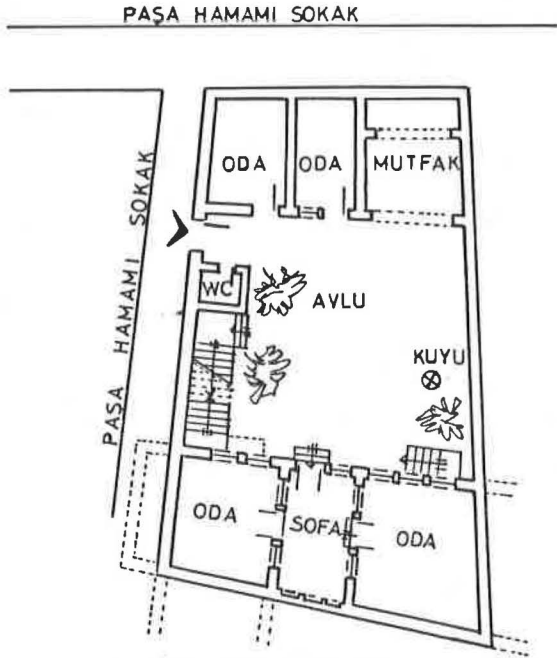 PAŞA HAMAMI SOKAK
ODA
ODA
MUTFAK
PAŞA HAMAMI SOKAK
WC
AVLU
KUYU
ODA
SOFA
ODA